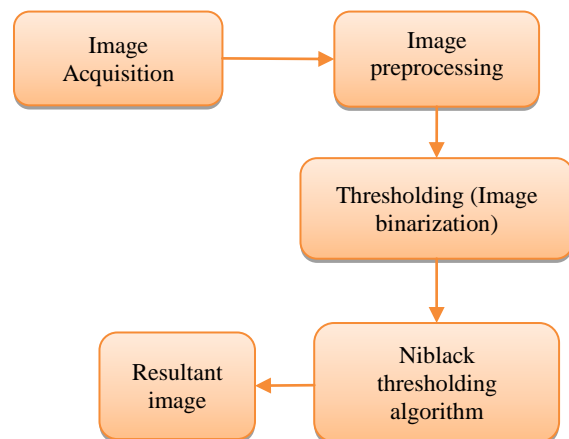 Image
Acquisition
Image
preprocessing
Thresholding (Image
binarization)
Niblack
thresholding
algorithm
Resultant
image